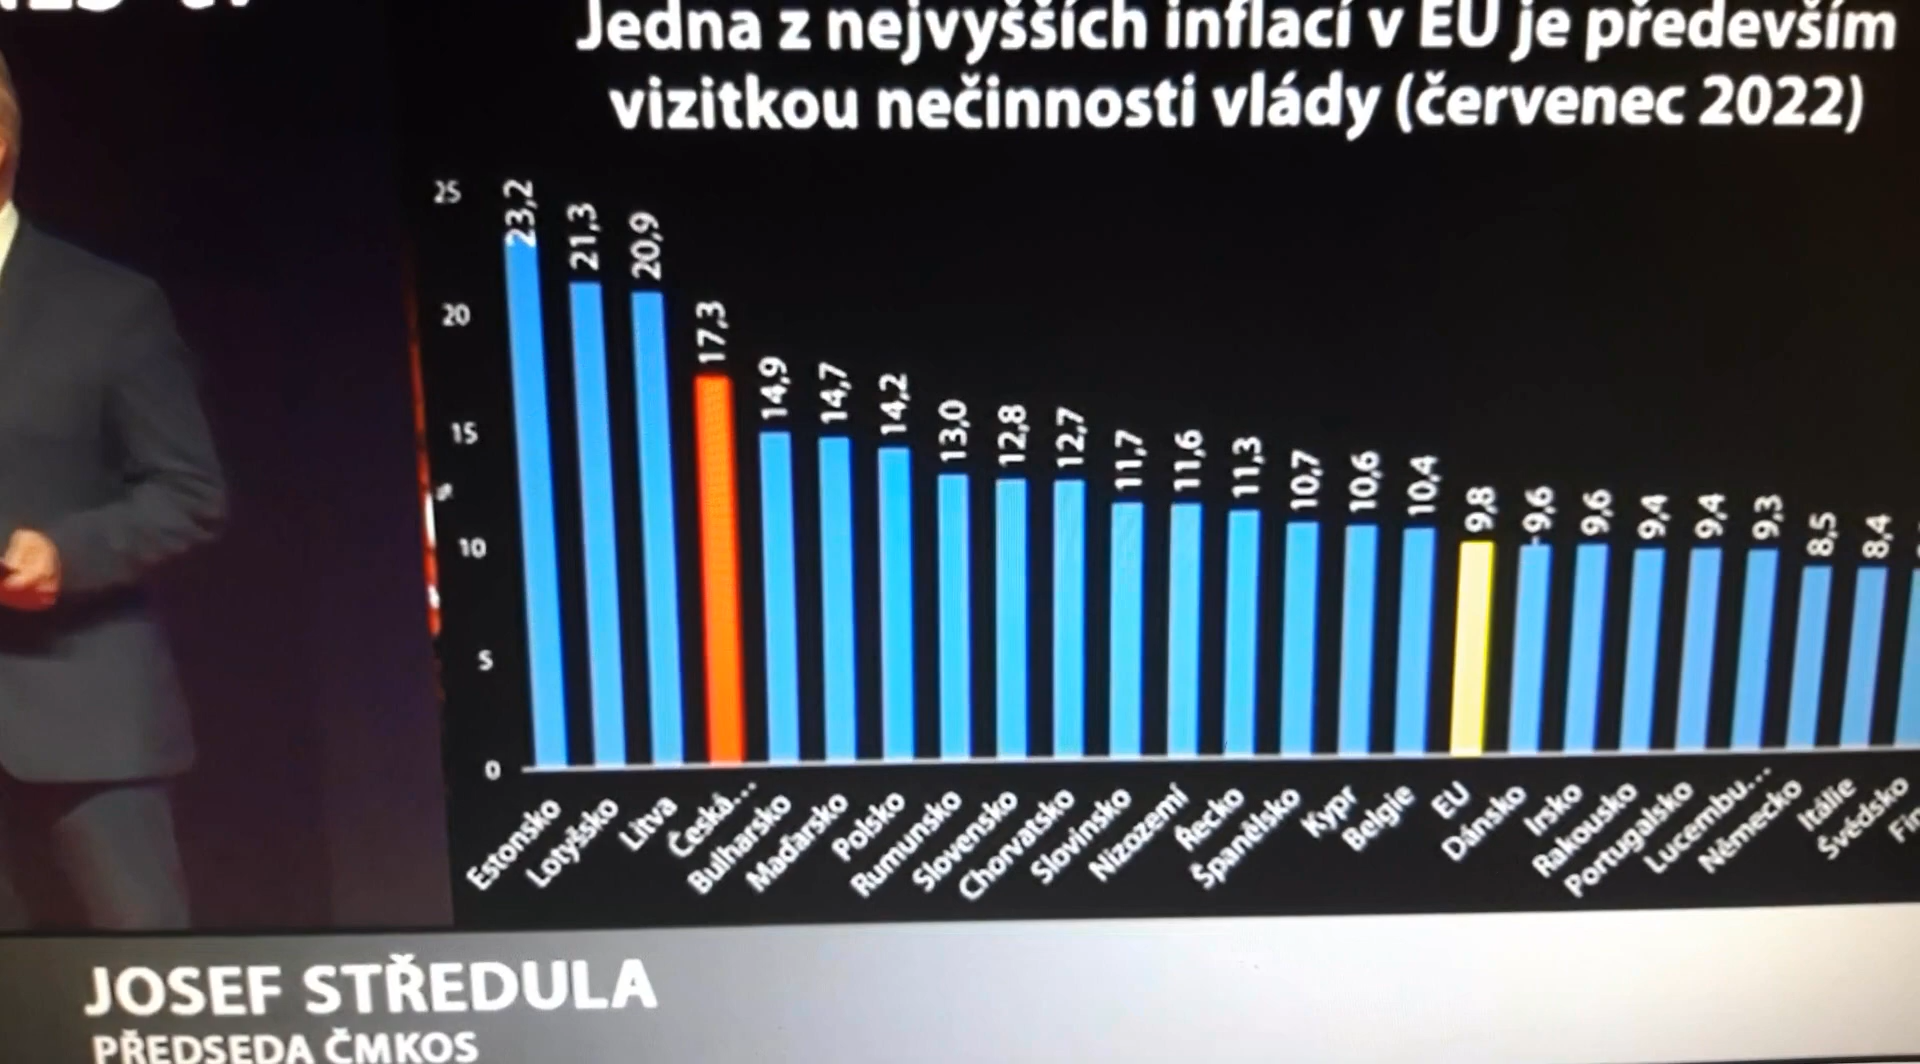 Jedna z nejvyšších inflací v EU je především
vizitkou nečinnosti vlády (červenec 2022)
25
20
15
%
10
5
0
23,2
21,3
20,9
17,3
14,9
14,7
14,2
13,0
12,8
12,7
11,7
11,6
11,3
10,7
10,6
10,4
9,8
9,6
9,6
9,4
9,4
9,3
8,5
8,4
Estonsko
Lotyšsko
Litva
Česká...
Bulharsko
Maďarsko
Polsko
Rumunsko
Slovensko
Chorvatsko
Slovinsko
Nizozemí
Řecko
Španělsko
Kypr
Belgie
EU
Dánsko
Irsko
Rakousko
Portugalsko
Lucembu...
Německo
Itálie
Švédsko
JOSEF STŘEDULA
PŘEDSEDA ČMKOS